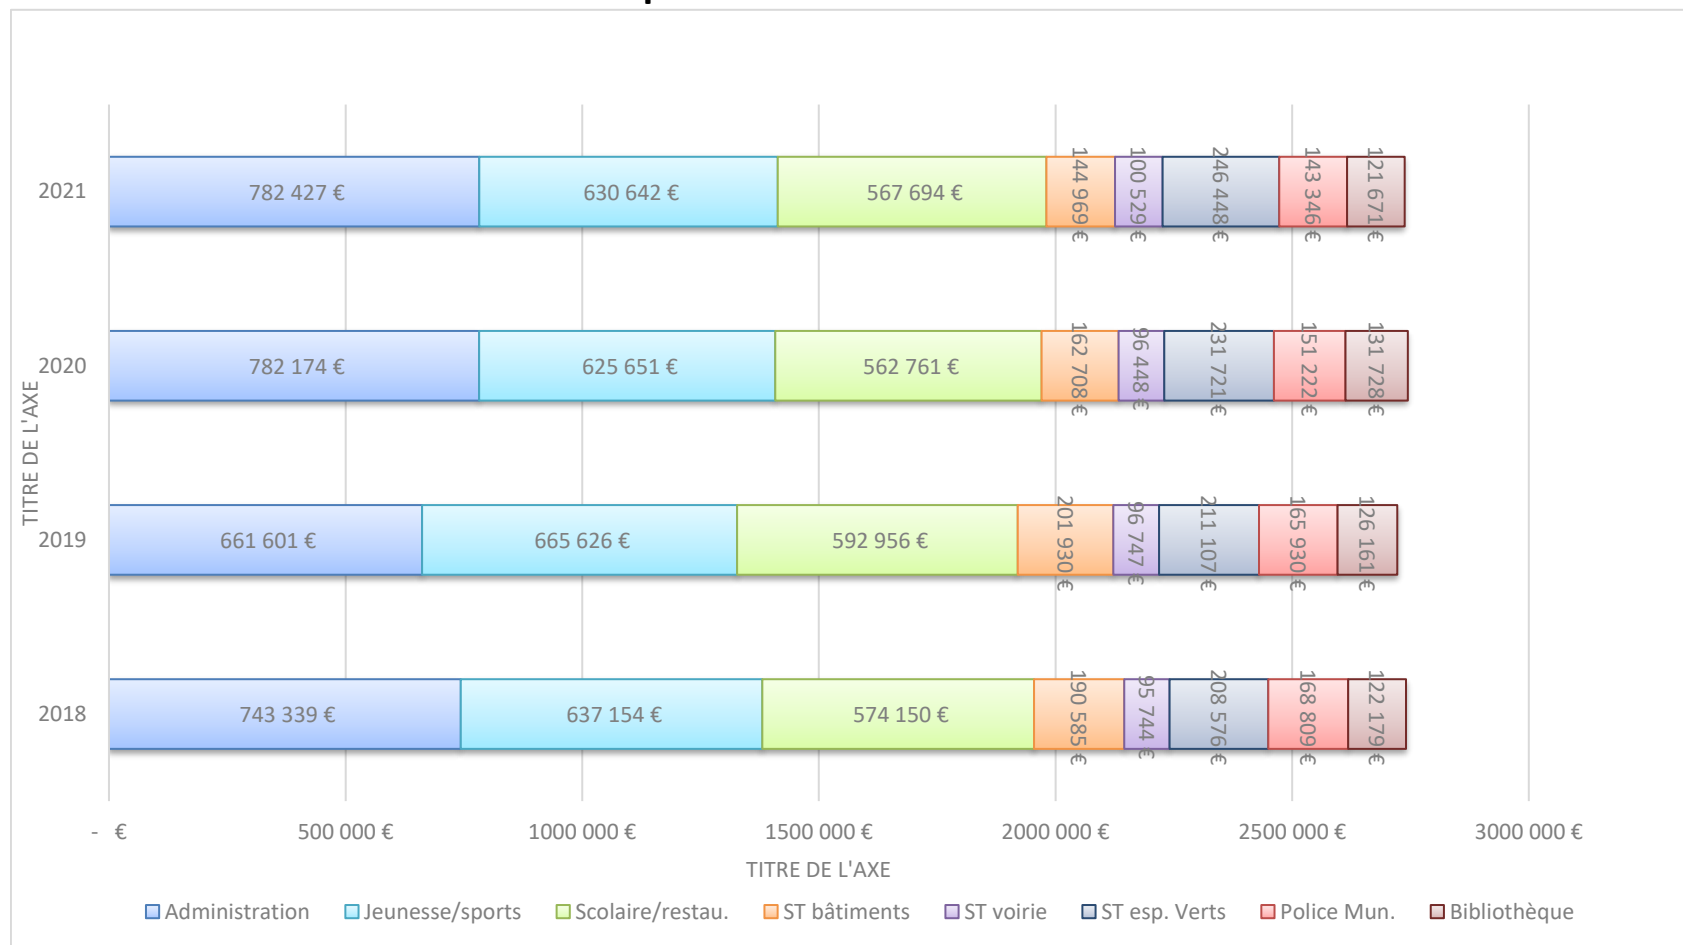 2021
782 427 €
630 642 €
567 694 €
144 969 €
100 529 €
246 448 €
143 346 €
121 671 €
2020
782 174 €
625 651 €
562 761 €
162 708 €
96 448 €
231 721 €
151 222 €
131 728 €
2019
661 601 €
665 626 €
592 956 €
201 930 €
96 747 €
211 107 €
165 930 €
126 161 €
2018
743 339 €
637 154 €
574 150 €
190 585 €
95 744 €
208 576 €
168 809 €
122 179 €
TITRE DE L'AXE
- € 500 000 € 1000 000 € 1500 000 € 2000 000 € 2500 000 € 3000 000 €
TITRE DE L'AXE
Administration Jeunesse/sports Scolaire/restau. ST bâtiments ST voirie ST esp. Verts Police Mun. Bibliothèque